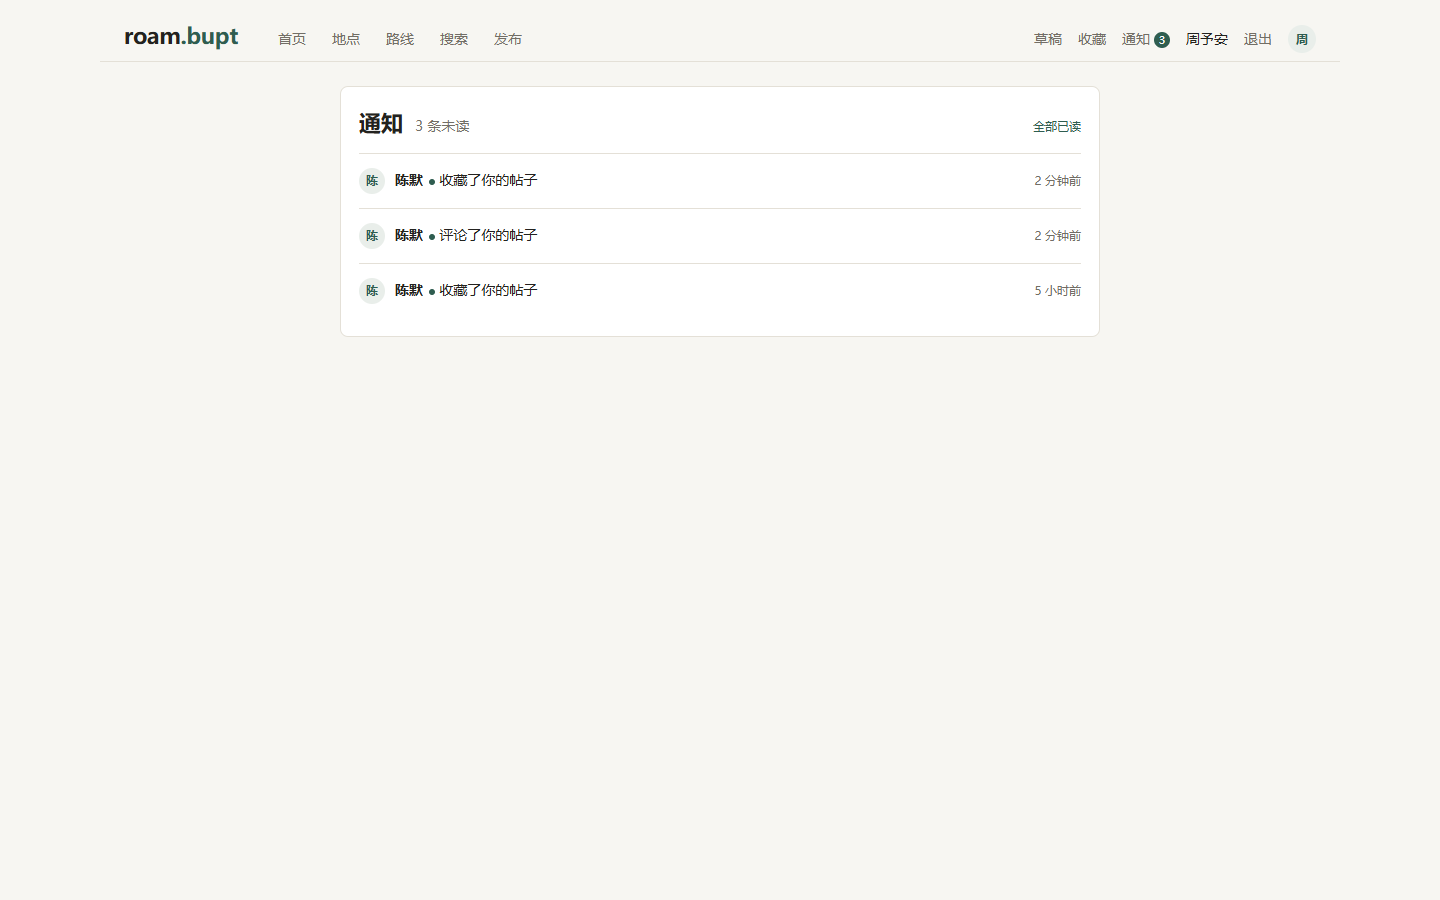 roam.bupt 首页 地点 路线 搜索 发布 草稿 收藏 通知 3 周予安 退出 周
通知 3 条未读 全部已读
陈 陈默 收藏了你的帖子 2 分钟前
陈 陈默 评论了你的帖子 2 分钟前
陈 陈默 收藏了你的帖子 5 小时前